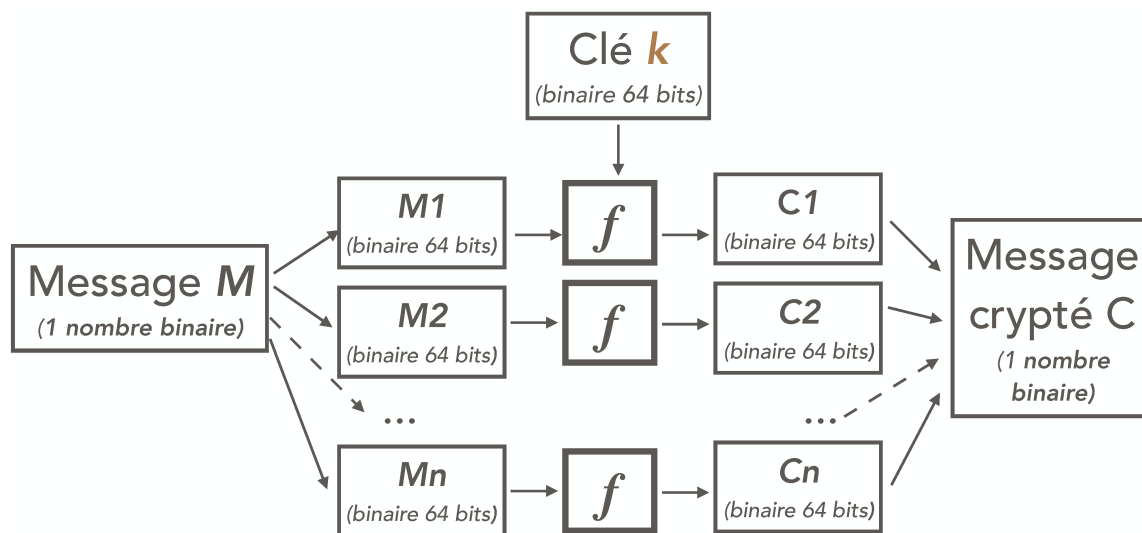 Clé k
(binaire 64 bits)
M1
(binaire 64 bits)
f
C1
(binaire 64 bits)
Message M
(1 nombre binaire)
M2
(binaire 64 bits)
f
C2
(binaire 64 bits)
Message
crypté C
(1 nombre
binaire)
...
...
Mn
(binaire 64 bits)
f
Cn
(binaire 64 bits)